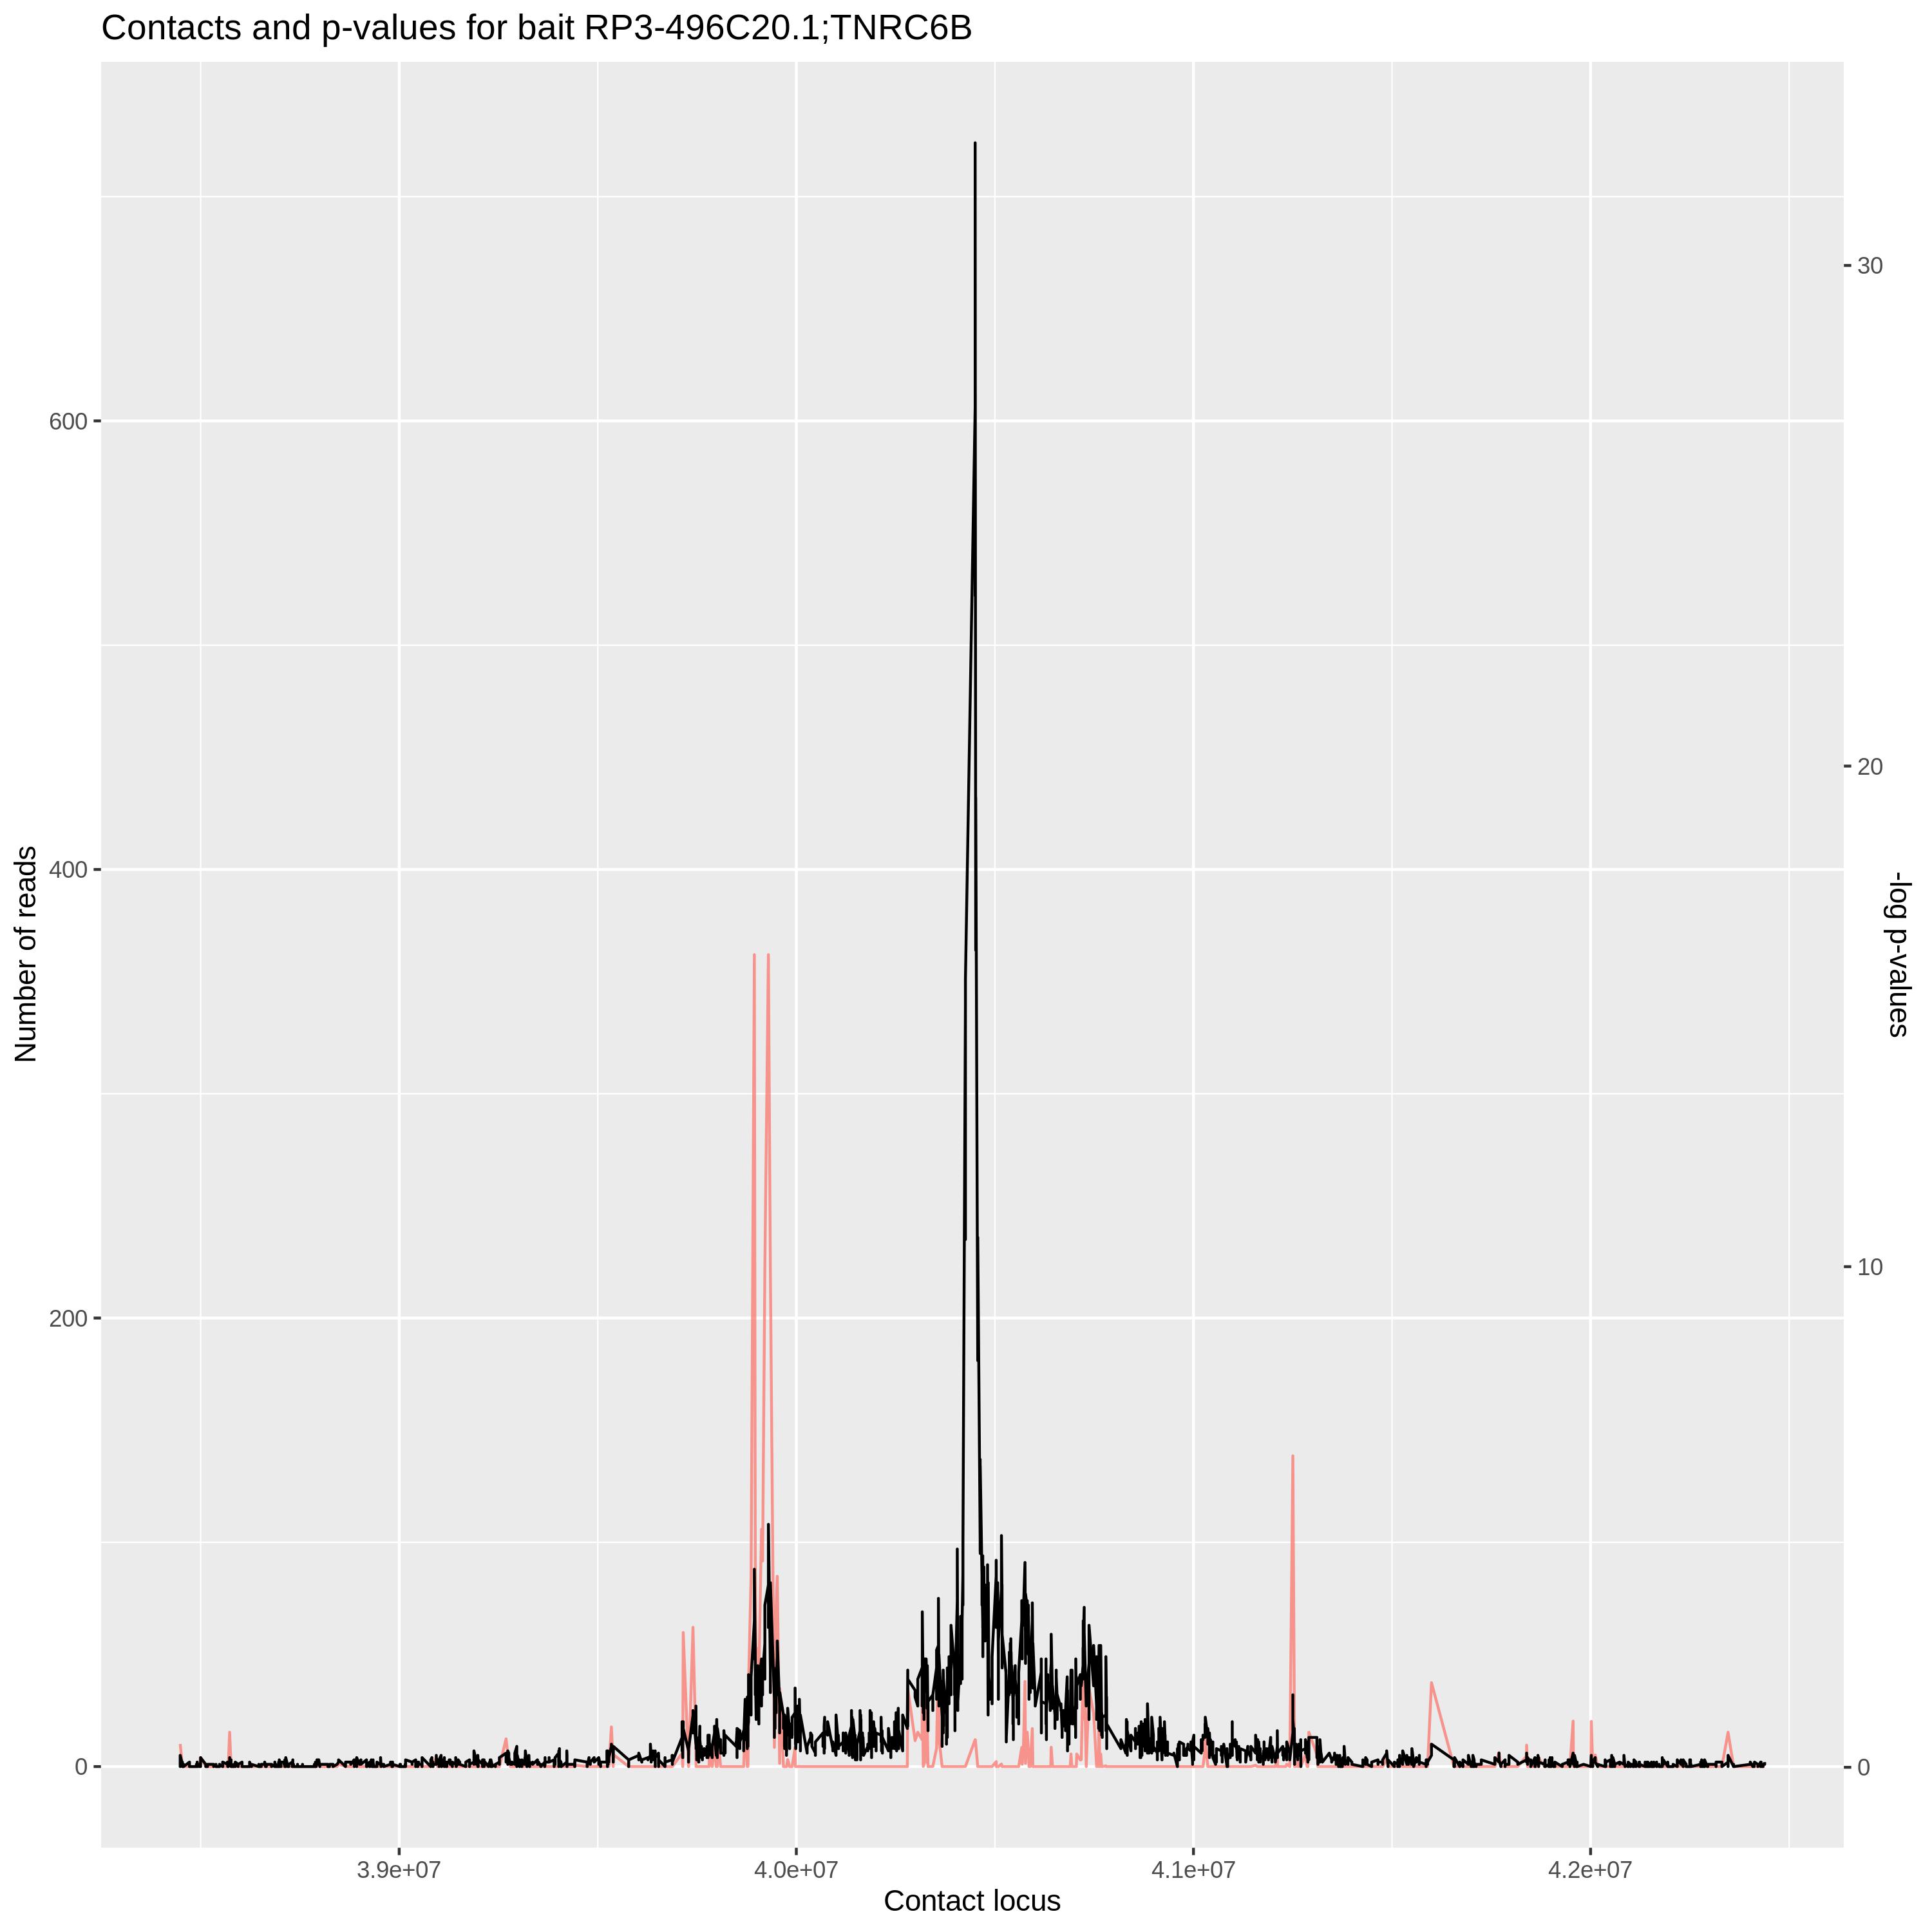 Contacts and p-values for bait RP3-496C20.1;TNRC6B
Number of reads
600
400
200
0
30
20
10
0
-log p-values
3.9e+07
4.0e+07
4.1e+07
4.2e+07
Contact locus